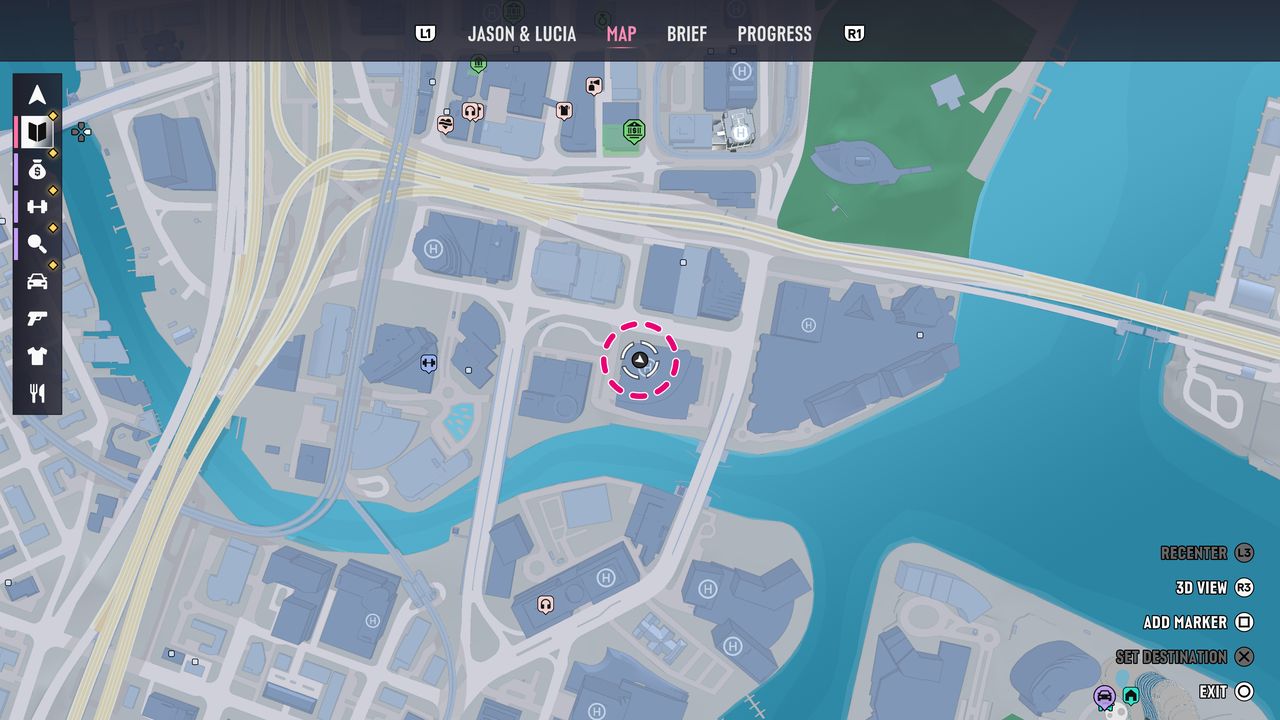 L1 JASON & LUCIA MAP BRIEF PROGRESS R1
H
H
$
H
H
H
H
H
H
H
H
RECENTER L3
3D VIEW R3
ADD MARKER
SET DESTINATION
EXIT